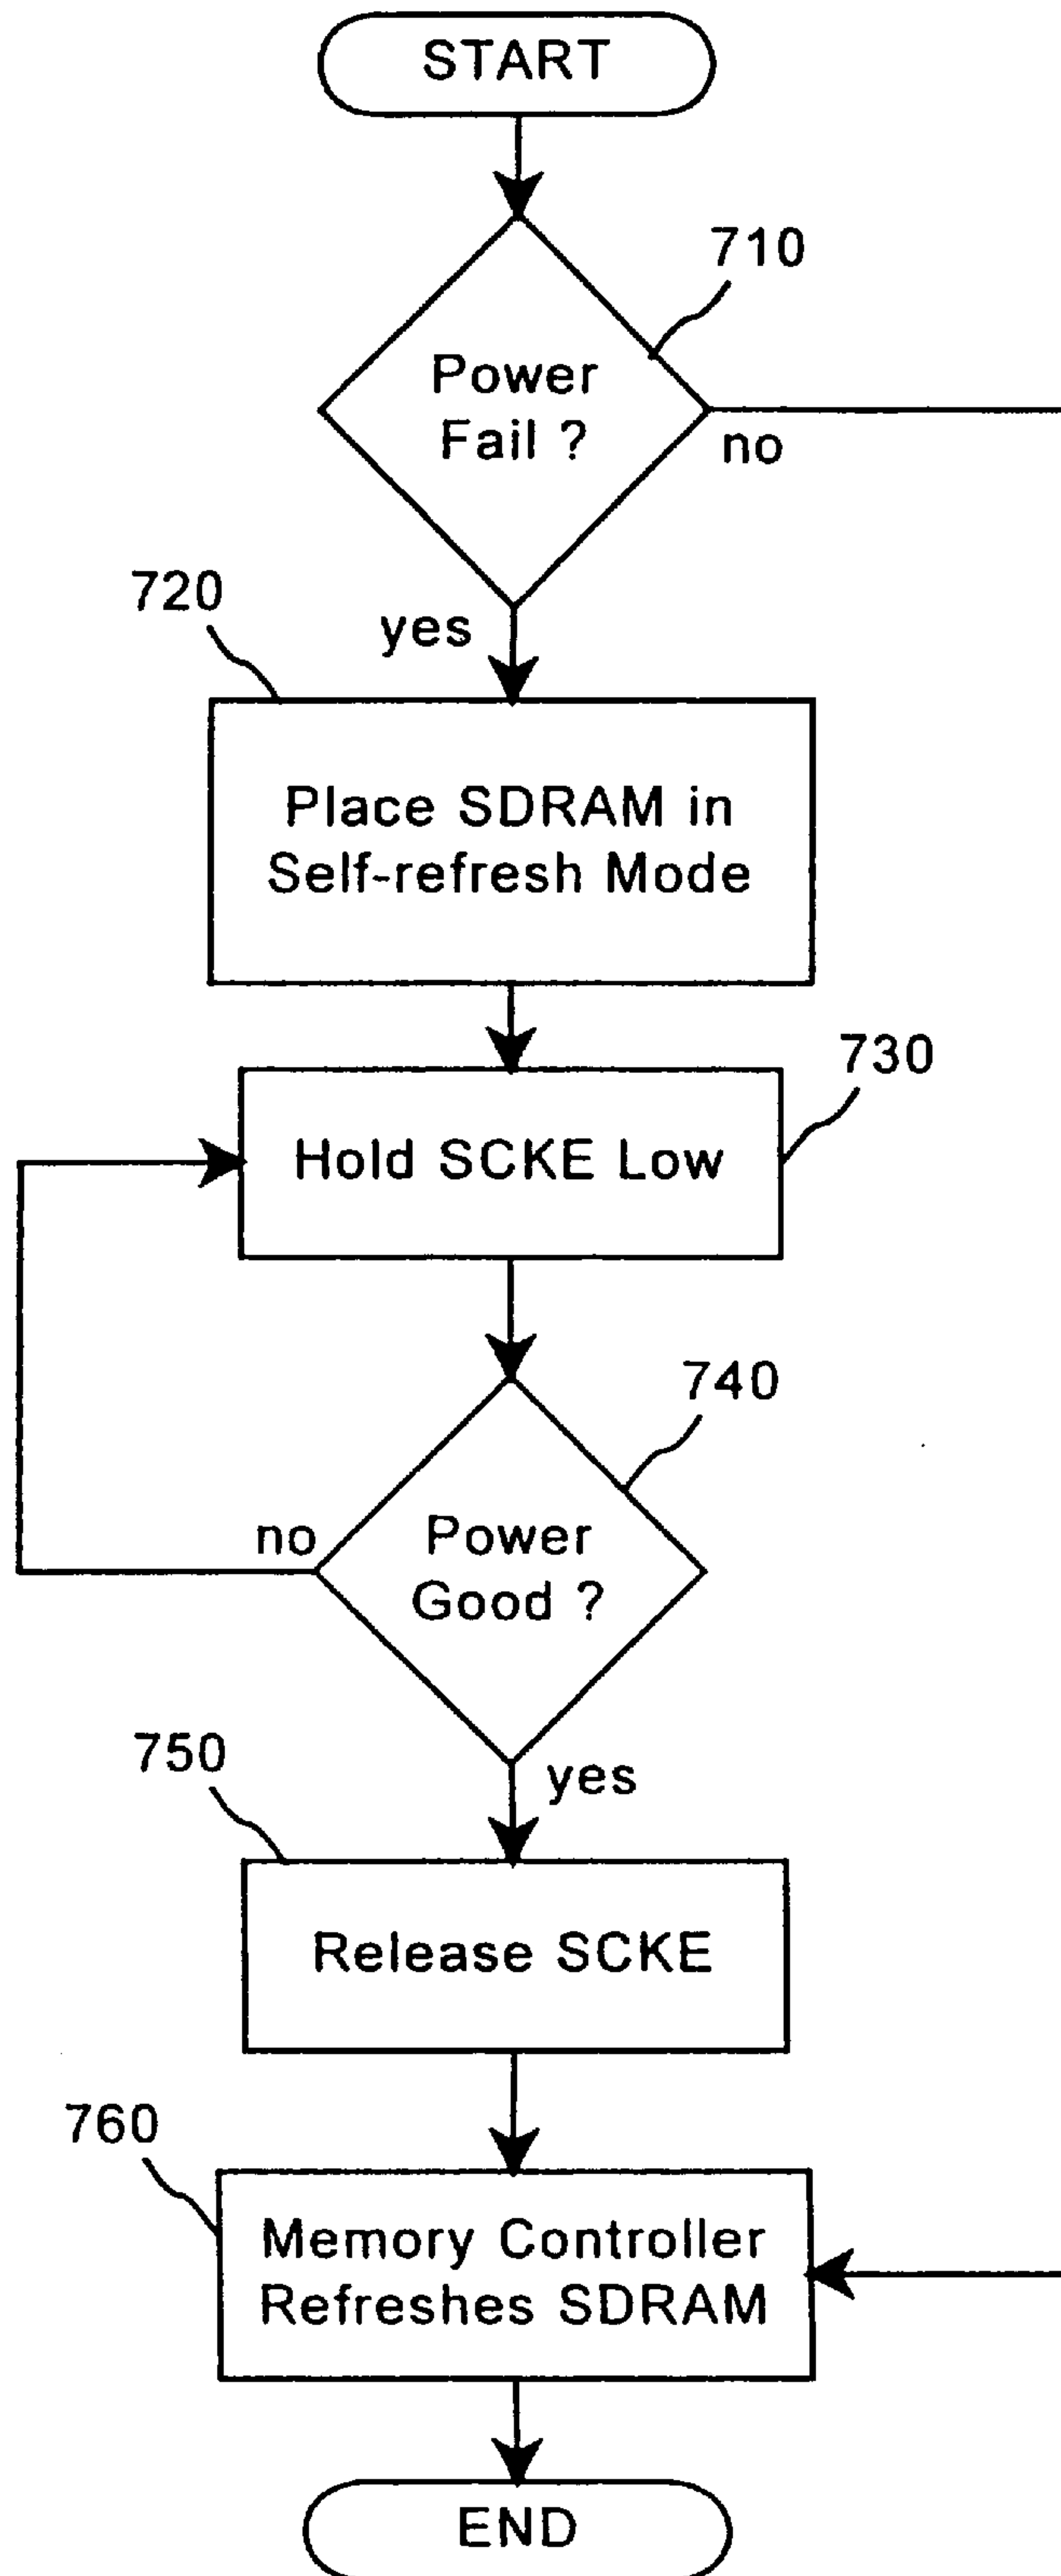 START
710
Power
Fail ?
no
720
yes
Place SDRAM in
Self-refresh Mode
730
Hold SCKE Low
740
no
Power
Good ?
750
yes
Release SCKE
760
Memory Controller
Refreshes SDRAM
END